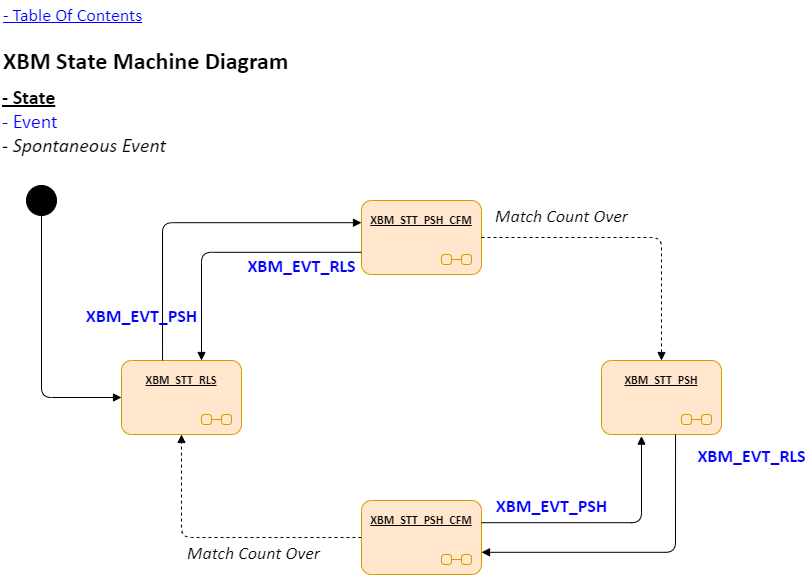 - Table Of Contents
XBM State Machine Diagram
- State
- Event
- Spontaneous Event
XBM_STT_PSH_CFM
Match Count Over
XBM_EVT_RLS
XBM_EVT_PSH
XBM_STT_RLS
XBM_STT_PSH
XBM_EVT_RLS
XBM_EVT_PSH
XBM_STT_PSH_CFM
Match Count Over